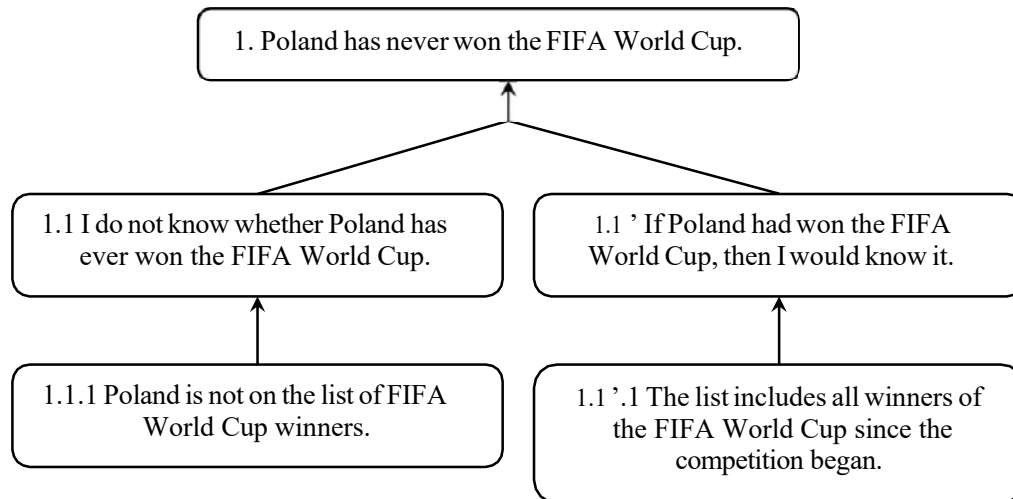 1. Poland has never won the FIFA World Cup.
1.1 I do not know whether Poland has
ever won the FIFA World Cup.
1.1 ’ If Poland had won the FIFA
World Cup, then I would know it.
1.1.1 Poland is not on the list of FIFA
World Cup winners.
1.1 ’.1 The list includes all winners of
the FIFA World Cup since the
competition began.